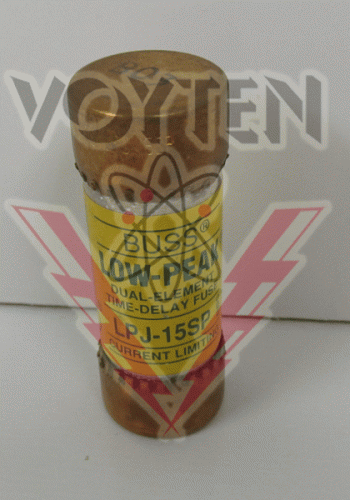 VOYTEN
BUSS®
LOW-PEAK
DUAL-ELEMENT
TIME-DELAY FUSE
LPJ-15SP
CURRENT LIMITING